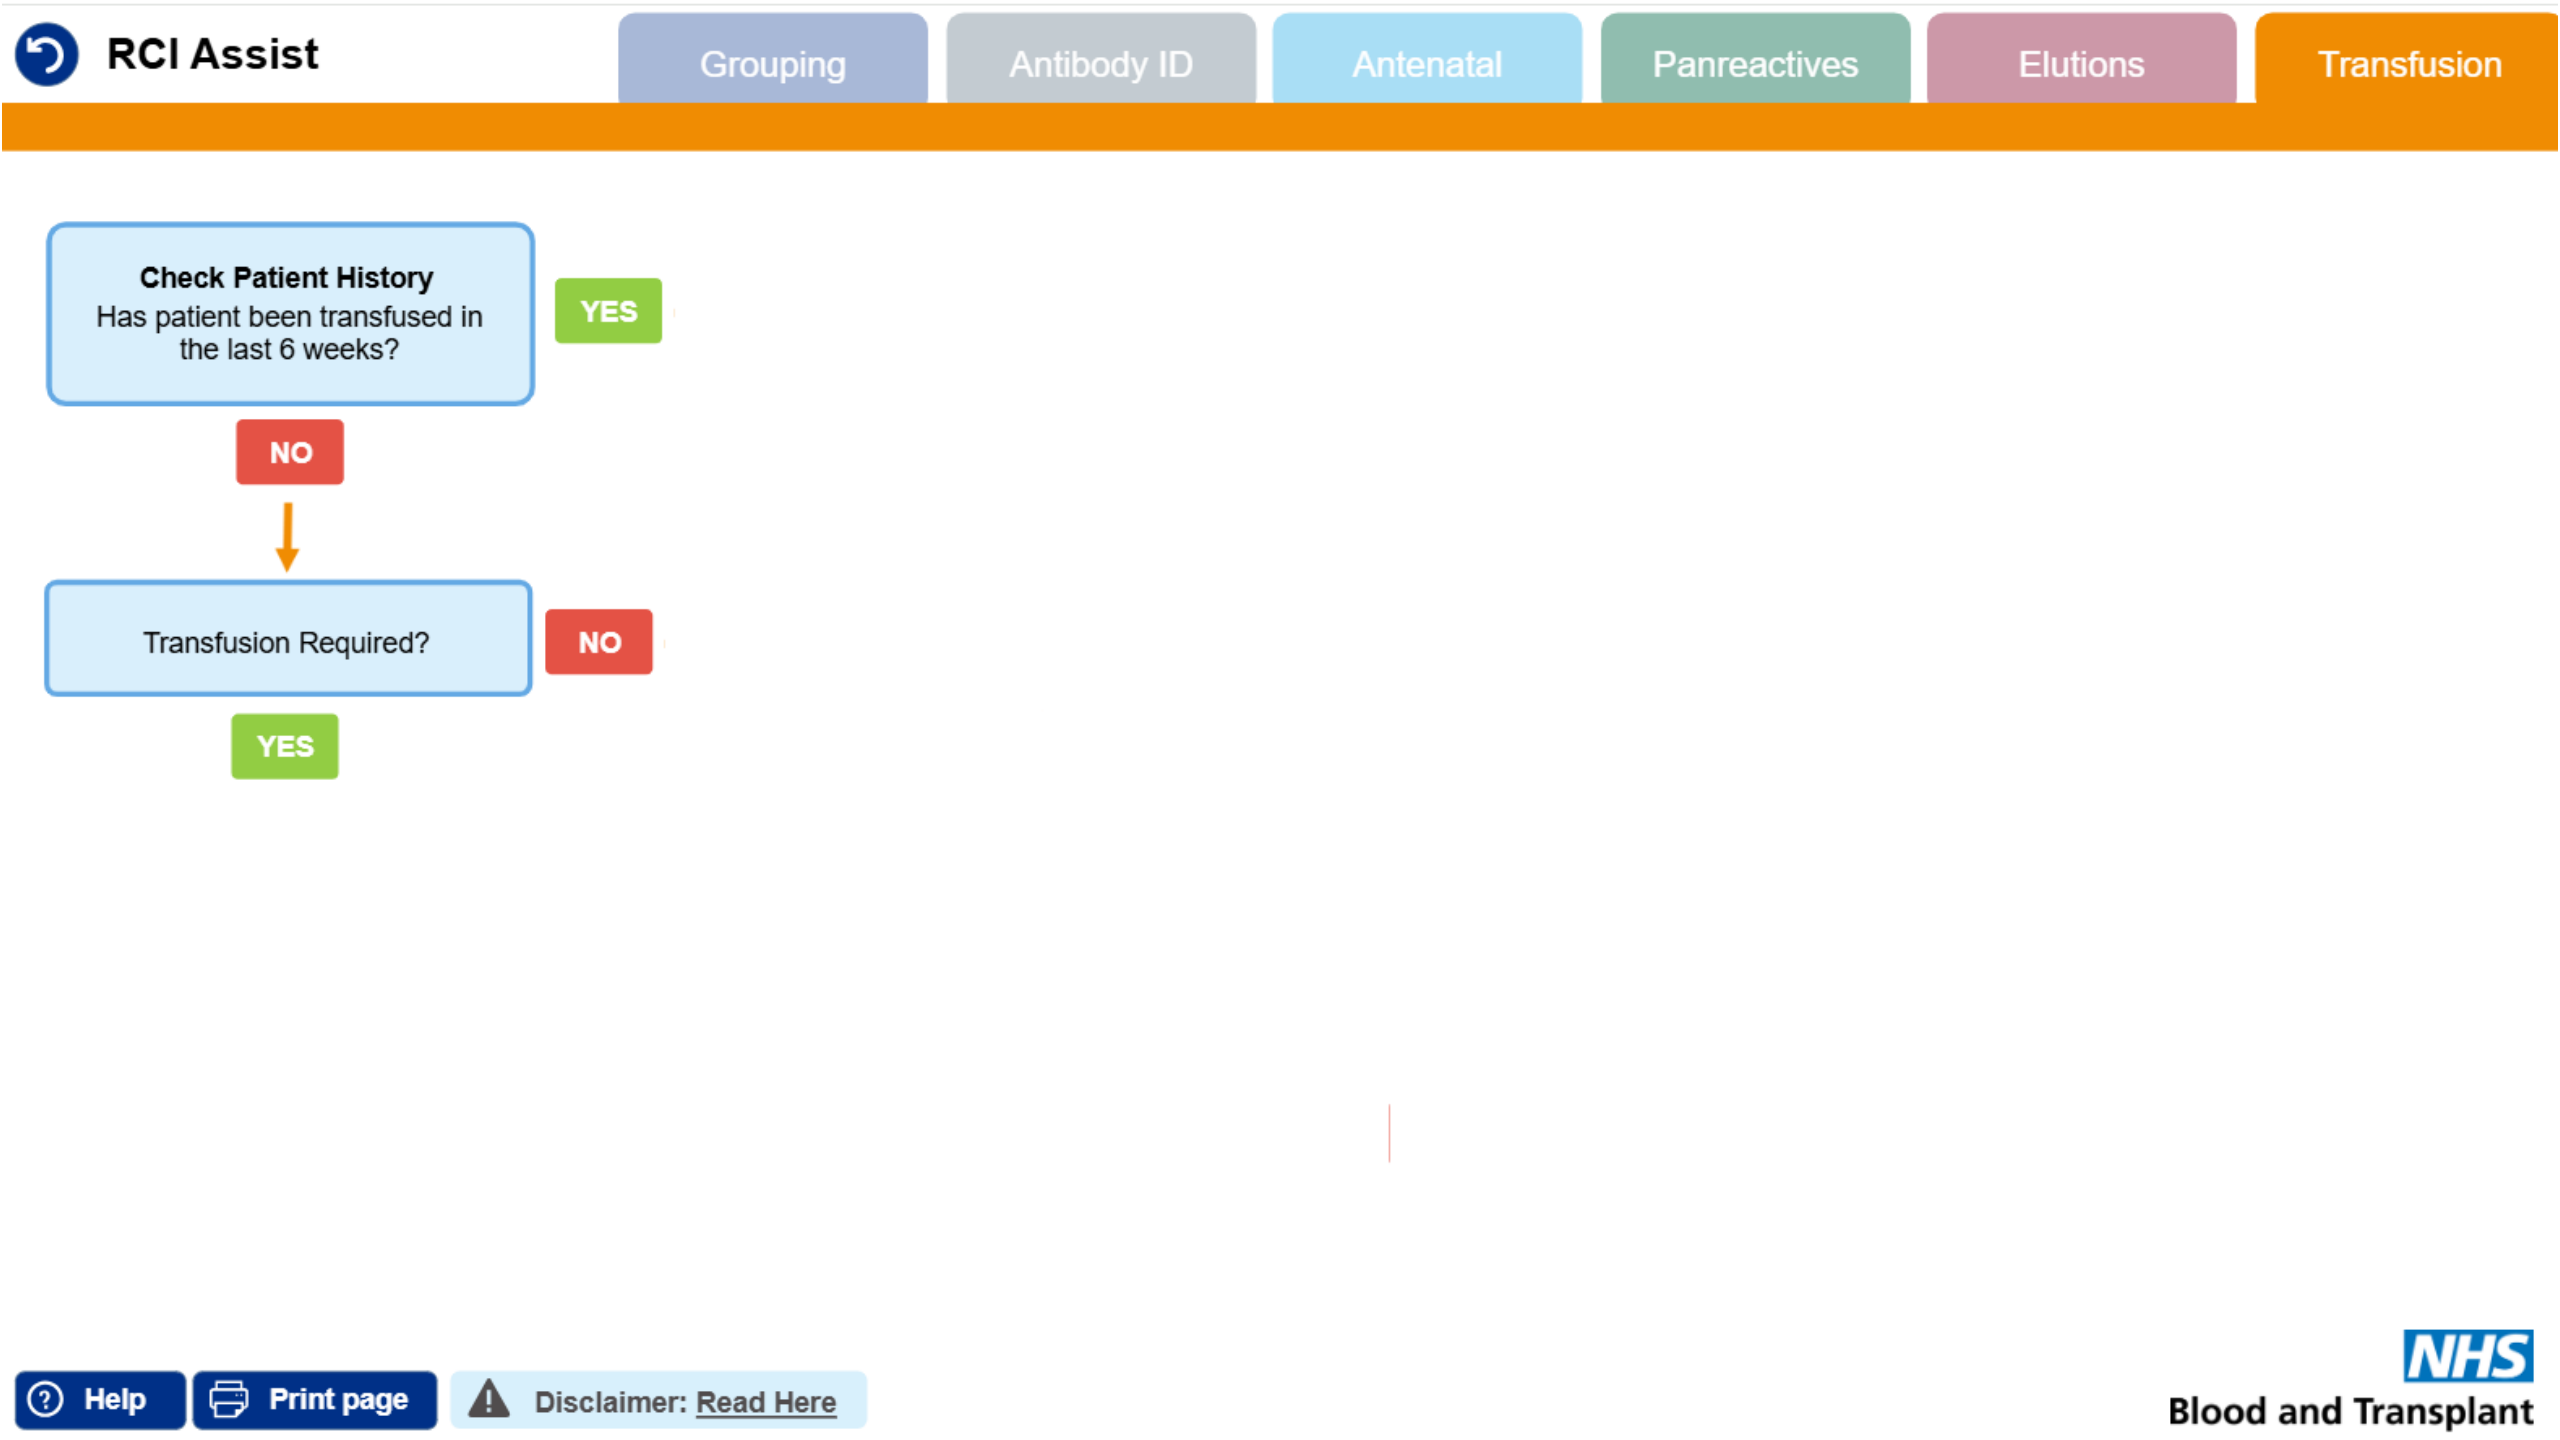 RCI Assist
Grouping
Antibody ID
Antenatal
Panreactives
Elutions
Transfusion
Check Patient History
Has patient been transfused in
the last 6 weeks?
YES
NO
Transfusion Required?
NO
YES
Help
Print page
Disclaimer: Read Here
NHS
Blood and Transplant